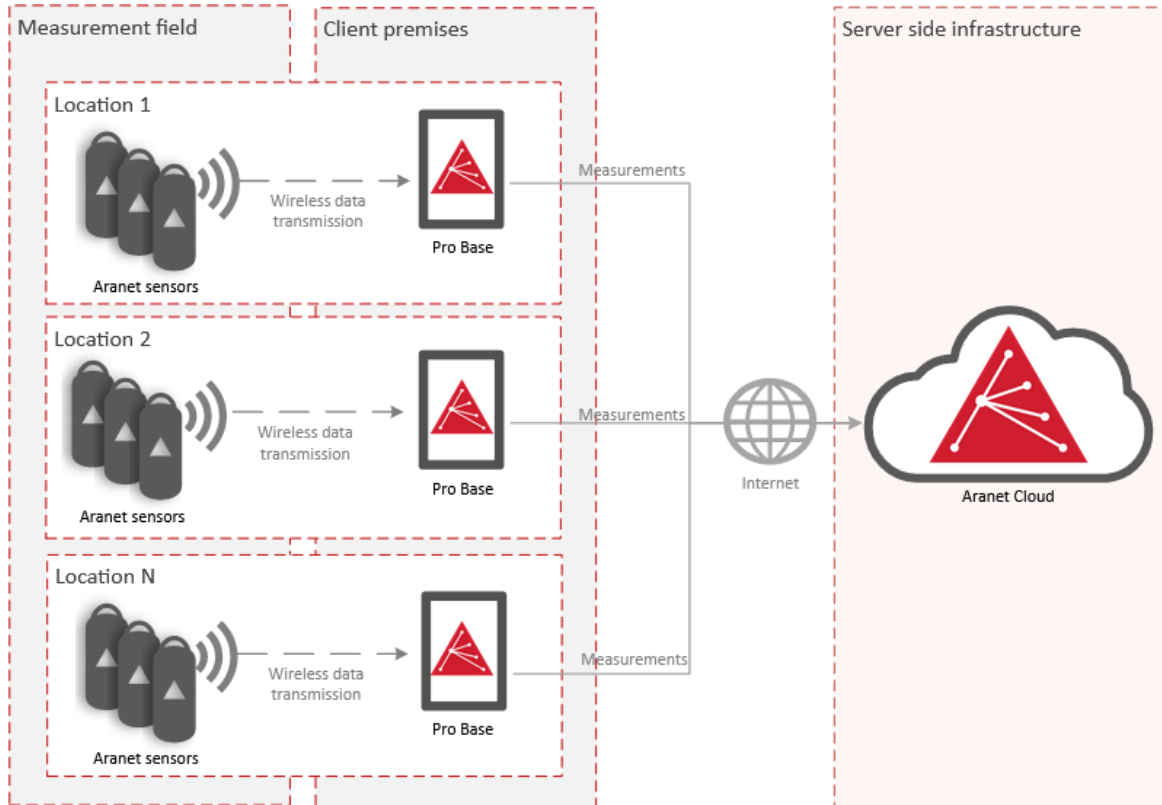 Measurement field
Client premises
Server side infrastructure
Location 1
Wireless data
transmission
Aranet sensors
Pro Base
Measurements
Location 2
Wireless data
transmission
Aranet sensors
Pro Base
Measurements
Internet
Aranet Cloud
Location N
Wireless data
transmission
Aranet sensors
Pro Base
Measurements